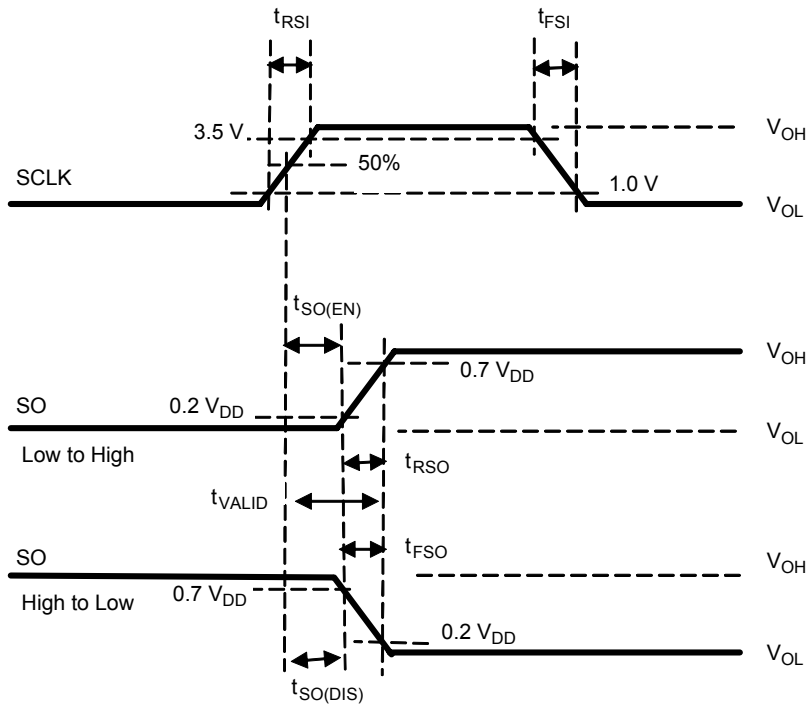 tRSI
tFSI
3.5 V
VOH
50%
SCLK
1.0 V
VOL
tSO(EN)
VOH
0.7 VDD
0.2 VDD
SO
VOL
Low to High
tRSO
tVALID
tFSO
SO
VOH
0.7 VDD
High to Low
0.2 VDD
VOL
tSO(DIS)